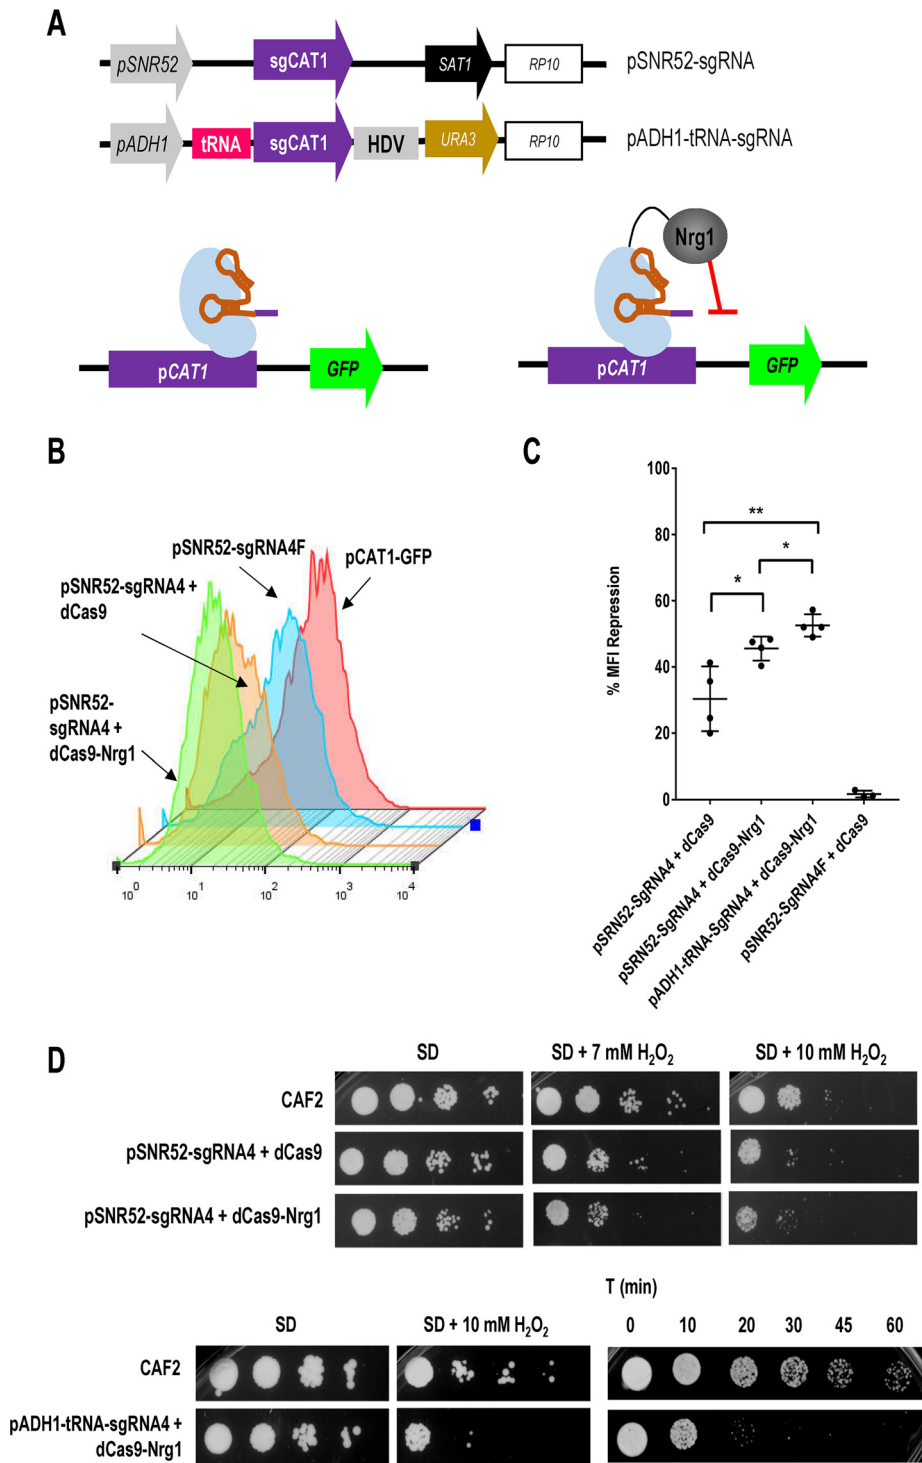 A
pSNR52 sgCAT1 SAT1 RP10 pSNR52-sgRNA
pADH1 tRNA sgCAT1 HDV URA3 RP10 pADH1-tRNA-sgRNA
Nrg1
pCAT1 GFP
pCAT1 GFP
B
pSNR52-sgRNA4F
pCAT1-GFP
pSNR52-sgRNA4 +
dCas9
pSNR52-
sgRNA4 +
dCas9-Nrg1
10^0 10^1 10^2 10^3 10^4
C
% MFI Repression
100
80
60
40
20
0
**
*
*
pSRN52-SgRNA4 + dCas9
pSRN52-SgRNA4 + dCas9-Nrg1
pADH1-tRNA-SgRNA4 + dCas9-Nrg1
pSNR52-SgRNA4F + dCas9
D
SD SD + 7 mM H₂O₂ SD + 10 mM H₂O₂
CAF2
pSNR52-sgRNA4 + dCas9
pSNR52-sgRNA4 + dCas9-Nrg1
T (min)
SD SD + 10 mM H₂O₂ 0 10 20 30 45 60
CAF2
pADH1-tRNA-sgRNA4 +
dCas9-Nrg1